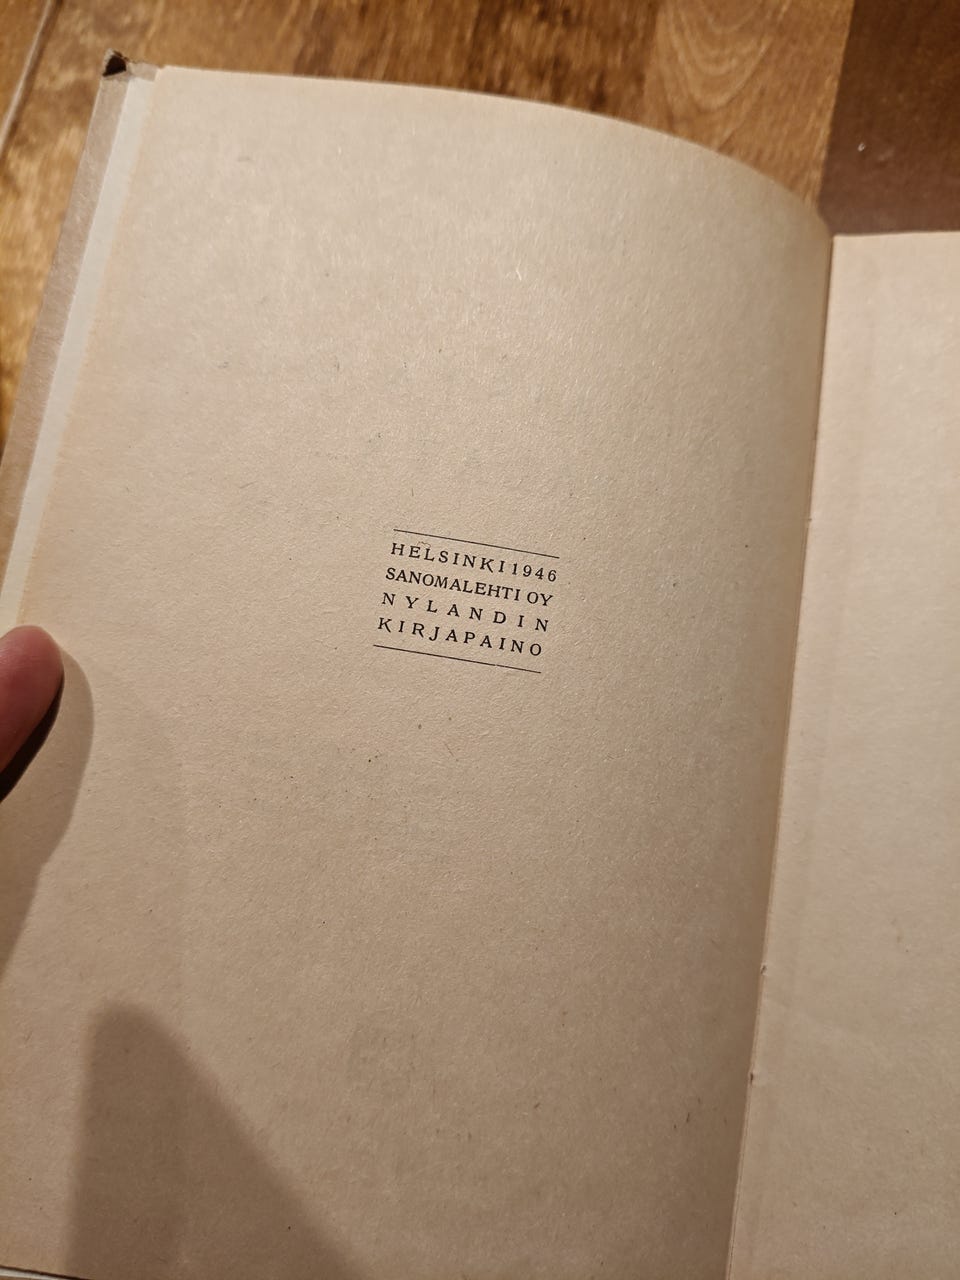 HELSINKI 1946
SANOMALEHTI OY
NYLANDIN
KIRJAPAINO